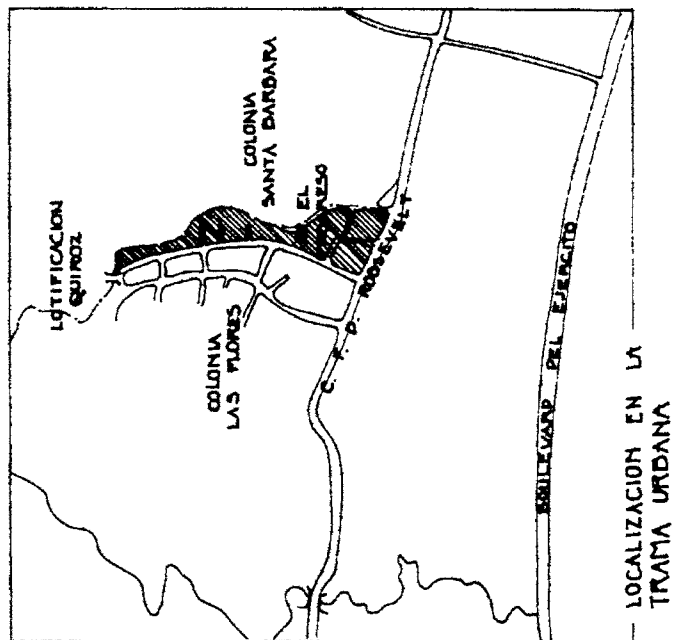 LOTIFICACION
QUIROZ
COLONIA
SANTA BARBARA
EL
COLONIA
LAS FLORES
C. F. D. ROOSEVELT
BOULEVARD DEL EJERCITO
LOCALIZACION EN LA
TRAMA URBANA